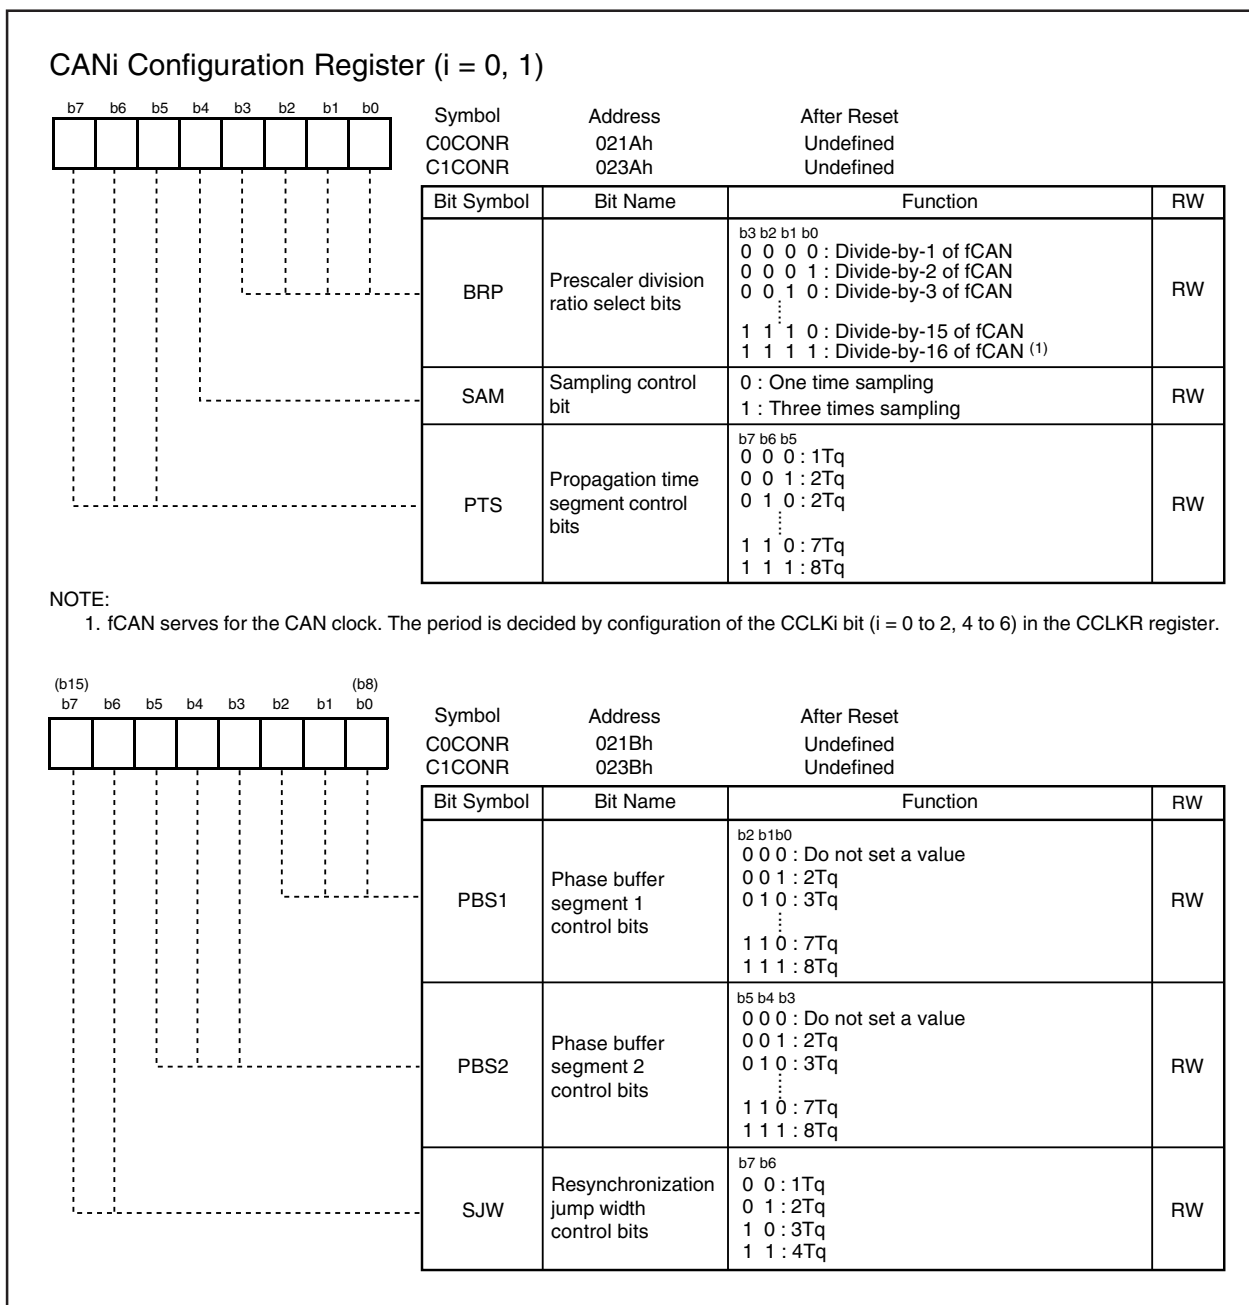 CANi Configuration Register (i = 0, 1)
b7 b6 b5 b4 b3 b2 b1 b0
Symbol Address After Reset
C0CONR 021Ah Undefined
C1CONR 023Ah Undefined
Bit Symbol Bit Name Function RW
BRP
Prescaler division
ratio select bits
b3 b2 b1 b0
0 0 0 0 : Divide-by-1 of fCAN
0 0 0 1 : Divide-by-2 of fCAN
0 0 1 0 : Divide-by-3 of fCAN
1 1 1 0 : Divide-by-15 of fCAN
1 1 1 1 : Divide-by-16 of fCAN (1)
RW
SAM
Sampling control
bit
0 : One time sampling
1 : Three times sampling
RW
PTS
Propagation time
segment control
bits
b7 b6 b5
0 0 0 : 1Tq
0 0 1 : 2Tq
0 1 0 : 2Tq
1 1 0 : 7Tq
1 1 1 : 8Tq
RW
NOTE:
1. fCAN serves for the CAN clock. The period is decided by configuration of the CCLKi bit (i = 0 to 2, 4 to 6) in the CCLKR register.
(b15) (b8)
b7 b6 b5 b4 b3 b2 b1 b0
Symbol Address After Reset
C0CONR 021Bh Undefined
C1CONR 023Bh Undefined
Bit Symbol Bit Name Function RW
PBS1
Phase buffer
segment 1
control bits
b2 b1b0
0 0 0 : Do not set a value
0 0 1 : 2Tq
0 1 0 : 3Tq
1 1 0 : 7Tq
1 1 1 : 8Tq
RW
PBS2
Phase buffer
segment 2
control bits
b5 b4 b3
0 0 0 : Do not set a value
0 0 1 : 2Tq
0 1 0 : 3Tq
1 1 0 : 7Tq
1 1 1 : 8Tq
RW
SJW
Resynchronization
jump width
control bits
b7 b6
0 0 : 1Tq
0 1 : 2Tq
1 0 : 3Tq
1 1 : 4Tq
RW